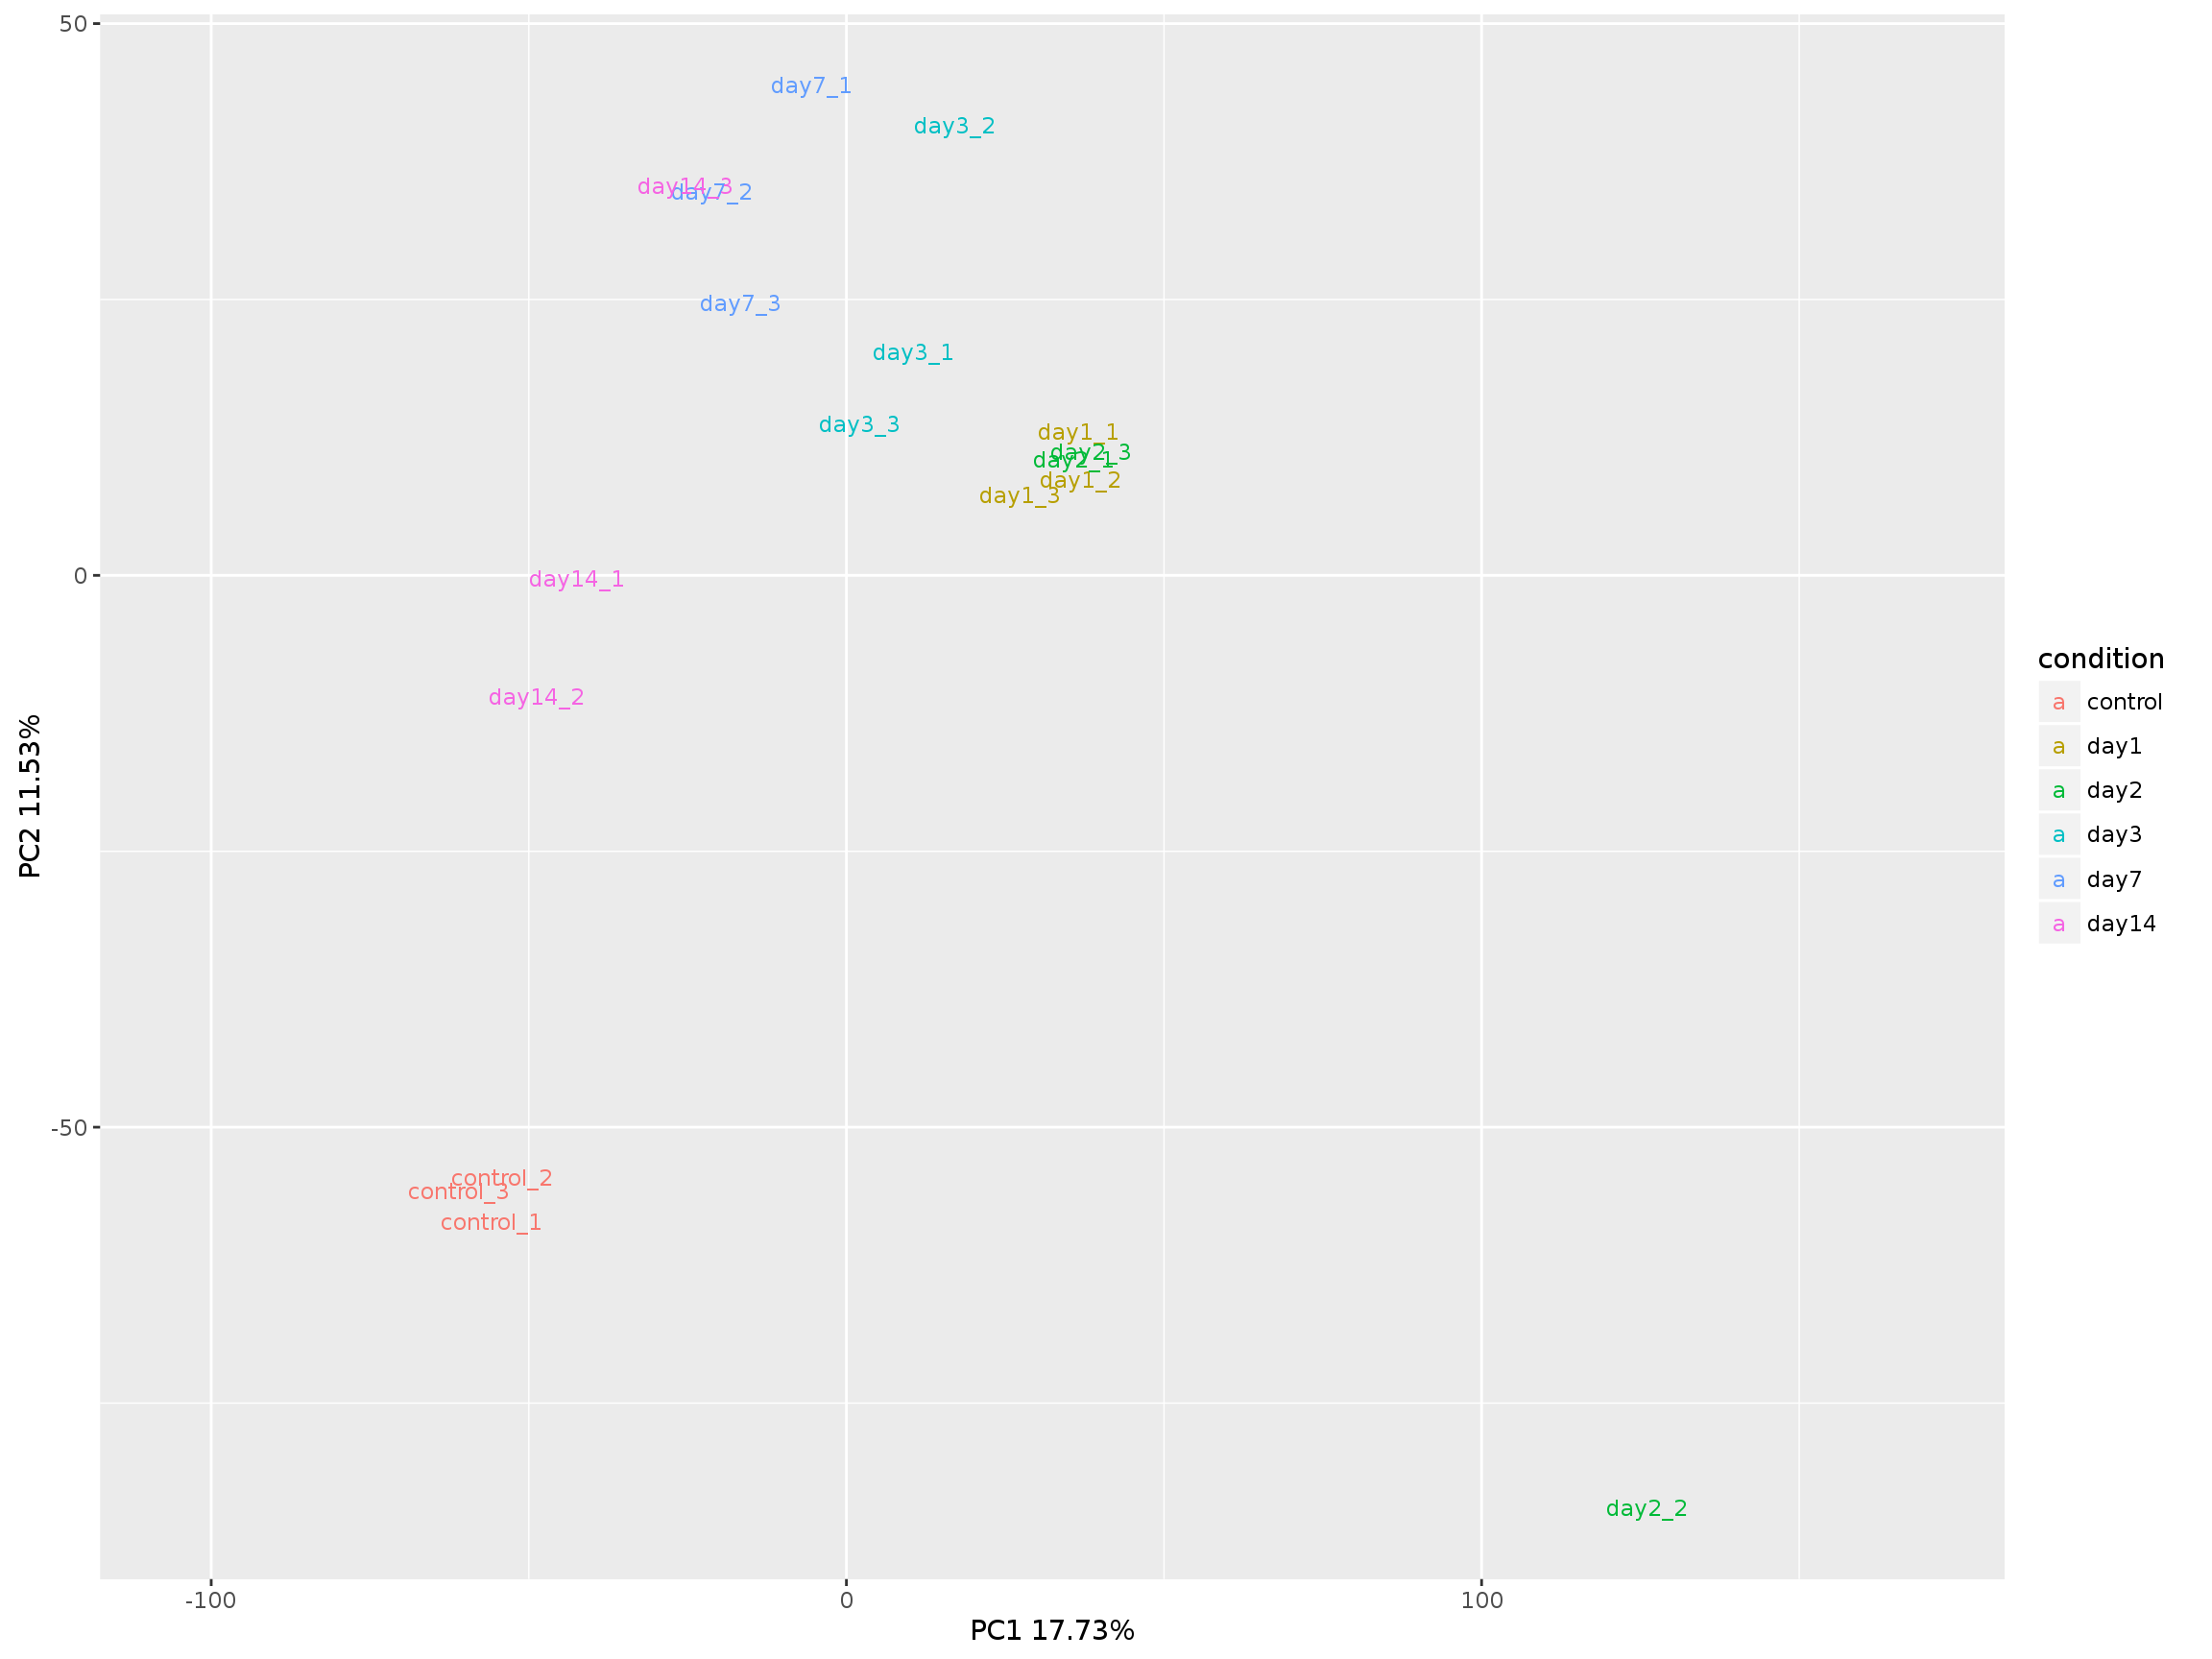 50
day7_1
day3_2
day14_3
day7_2
day7_3
day3_1
day3_3
day1_1
day2_3
day2_1
day1_2
day1_3
0
day14_1
day14_2
PC2 11.53%
-50
control_2
control_3
control_1
day2_2
-100
0
100
PC1 17.73%
condition
a control
a day1
a day2
a day3
a day7
a day14